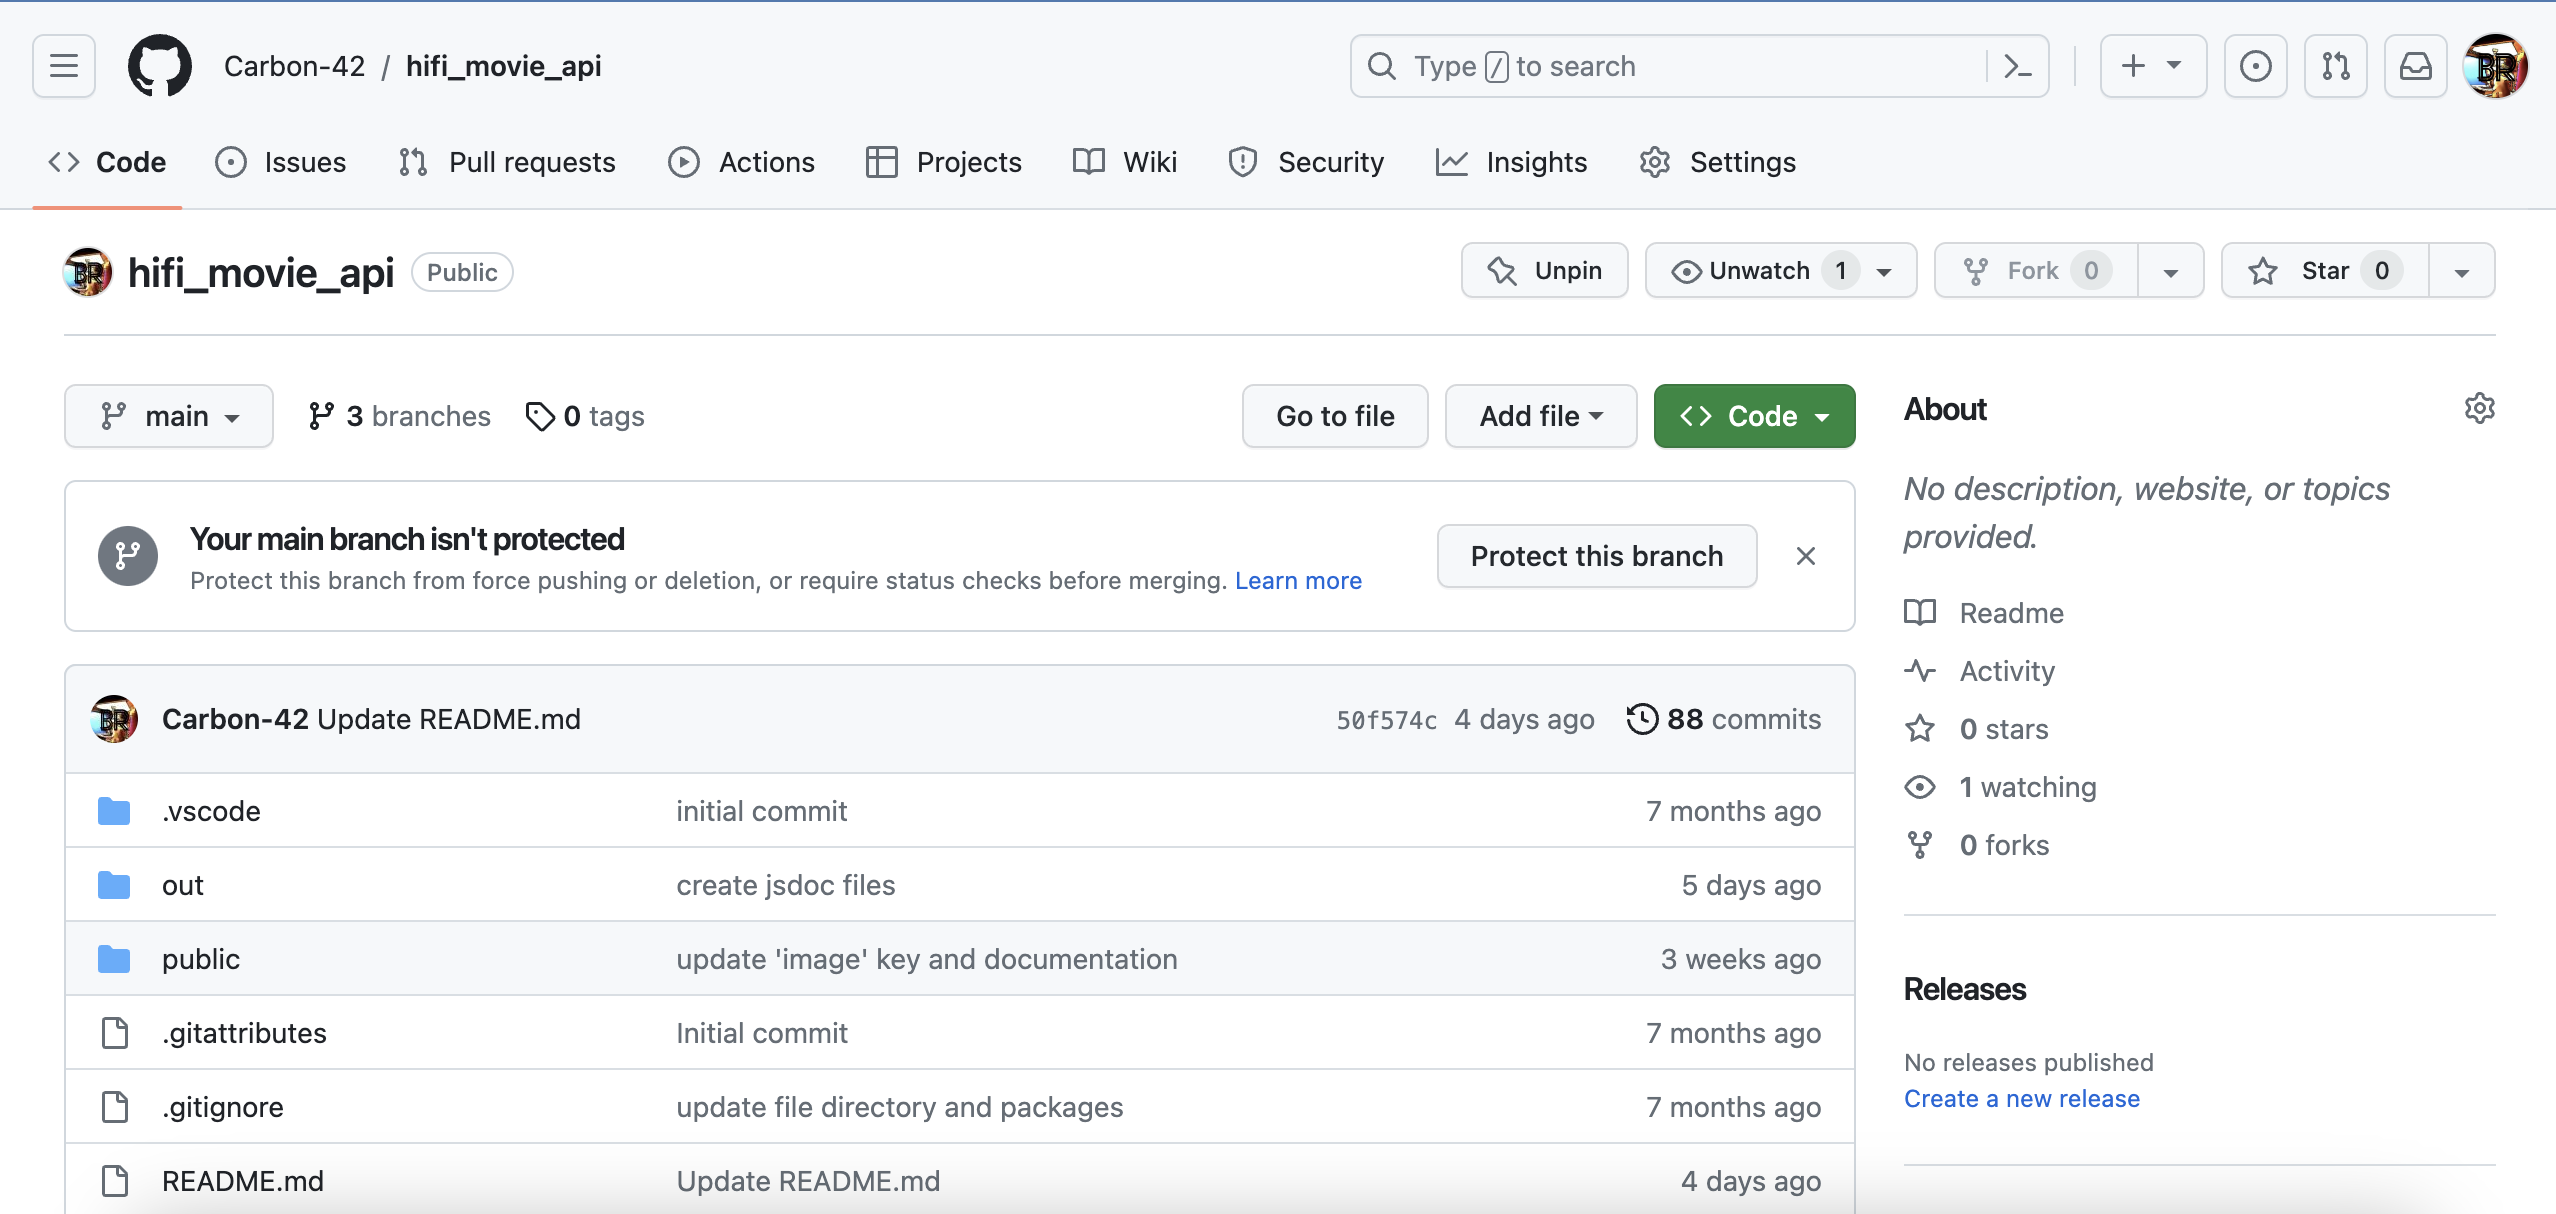 Carbon-42 / hifi_movie_api
Type / to search
Code Issues Pull requests Actions Projects Wiki Security Insights Settings
hifi_movie_api Public Unpin Unwatch 1 Fork 0 Star 0
main 3 branches 0 tags Go to file Add file Code
Your main branch isn't protected
Protect this branch from force pushing or deletion, or require status checks before merging. Learn more
Protect this branch
Carbon-42 Update README.md 50f574c 4 days ago 88 commits
.vscode initial commit 7 months ago
out create jsdoc files 5 days ago
public update 'image' key and documentation 3 weeks ago
.gitattributes Initial commit 7 months ago
.gitignore update file directory and packages 7 months ago
README.md Update README.md 4 days ago
About
No description, website, or topics
provided.
Readme
Activity
0 stars
1 watching
0 forks
Releases
No releases published
Create a new release
BR